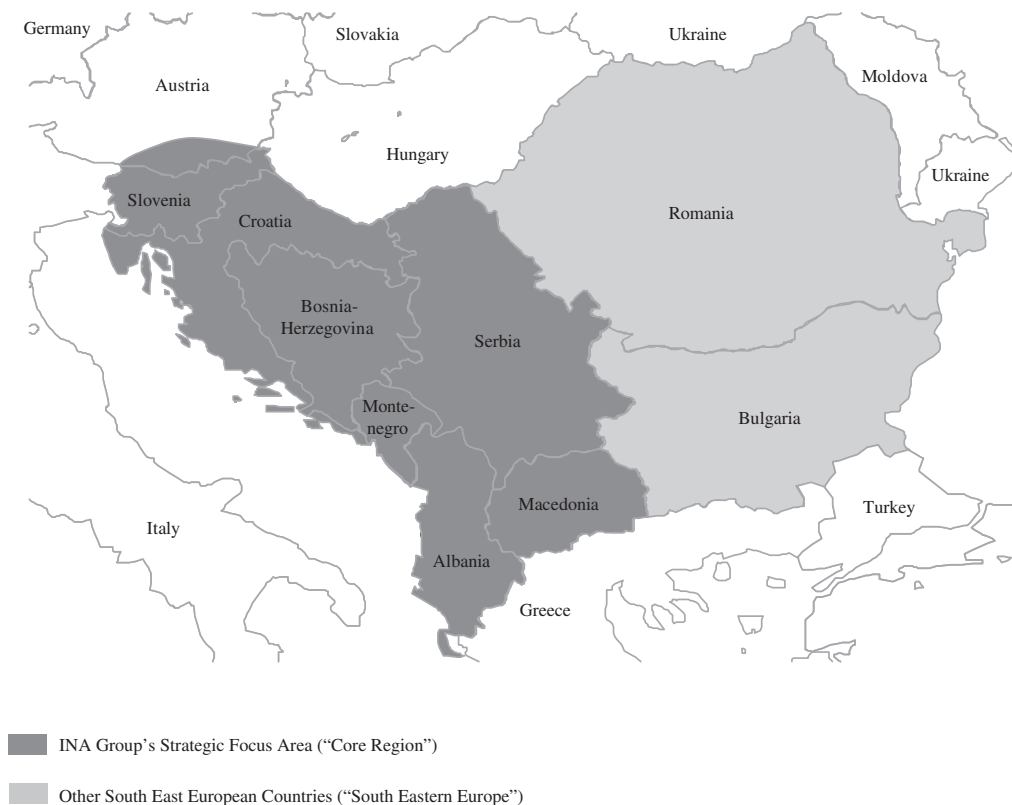 Germany
Slovakia
Ukraine
Austria
Moldova
Hungary
Ukraine
Slovenia
Croatia
Romania
Bosnia-
Herzegovina
Serbia
Monte-
negro
Bulgaria
Macedonia
Turkey
Italy
Albania
Greece
INA Group’s Strategic Focus Area (“Core Region”)
Other South East European Countries (“South Eastern Europe”)